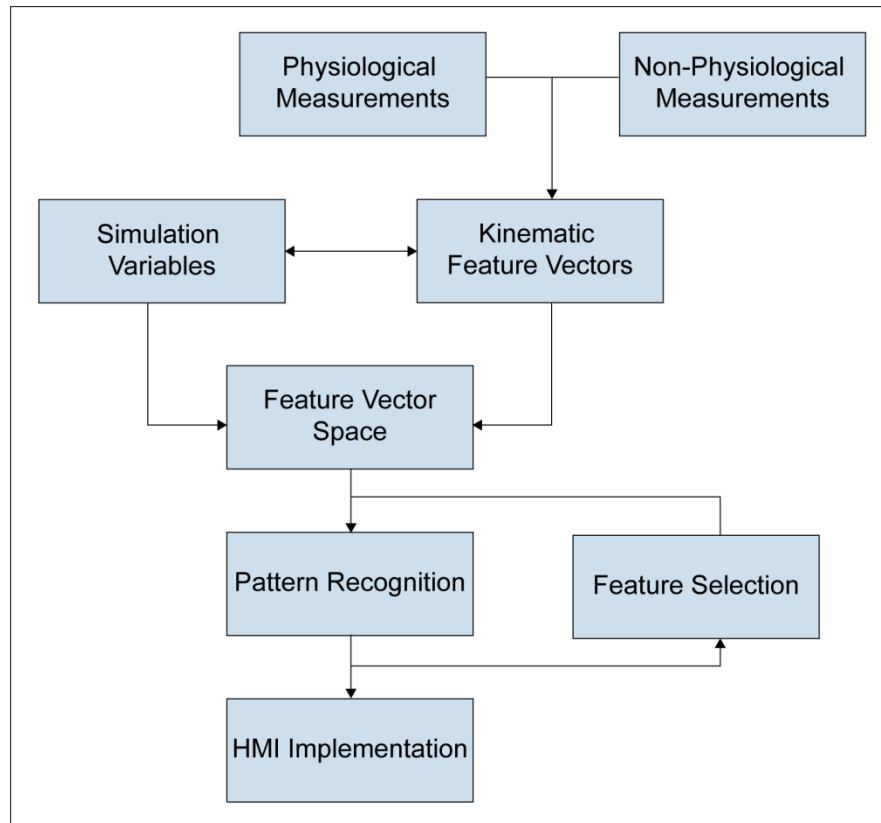 Physiological
Measurements
Non-Physiological
Measurements
Simulation
Variables
Kinematic
Feature Vectors
Feature Vector
Space
Pattern Recognition
Feature Selection
HMI Implementation